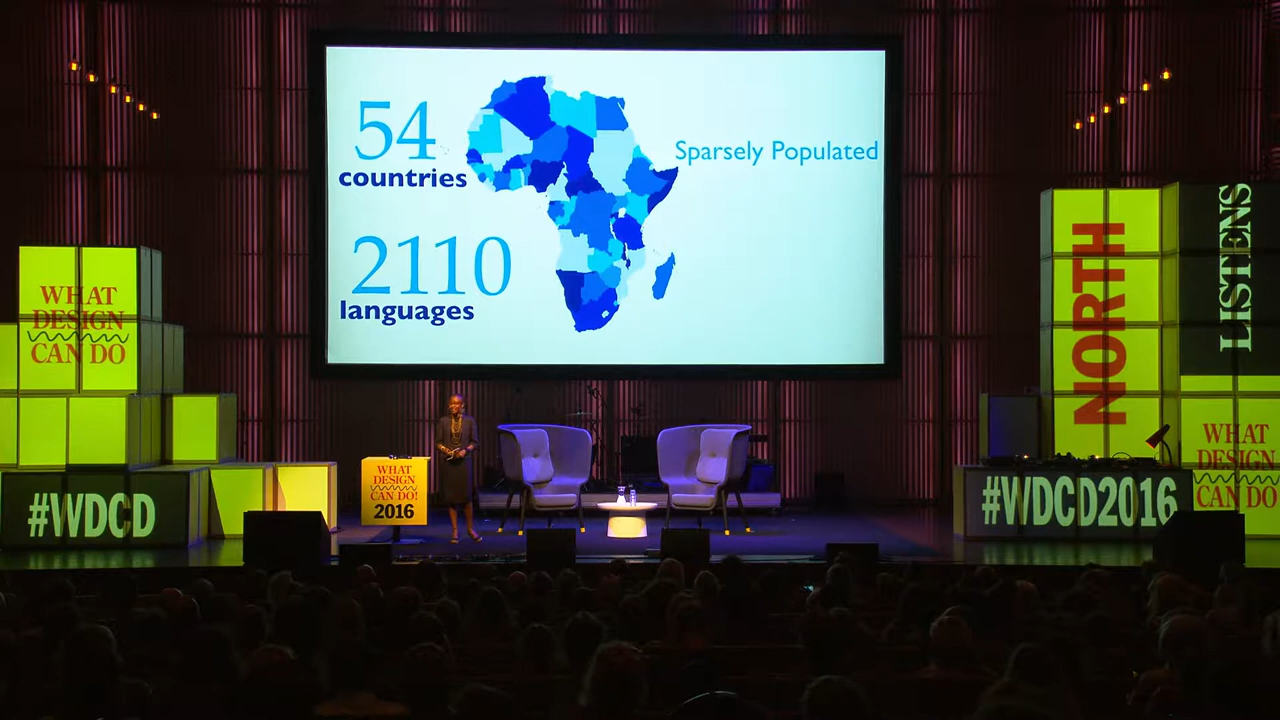 54
countries
2110
languages
Sparsely Populated
WHAT
DESIGN
CAN DO
#WDCD
WHAT
DESIGN
CAN DO!
2016
NORTH
LISTENS
WHAT
DESIGN
CAN DO
#WDCD2016